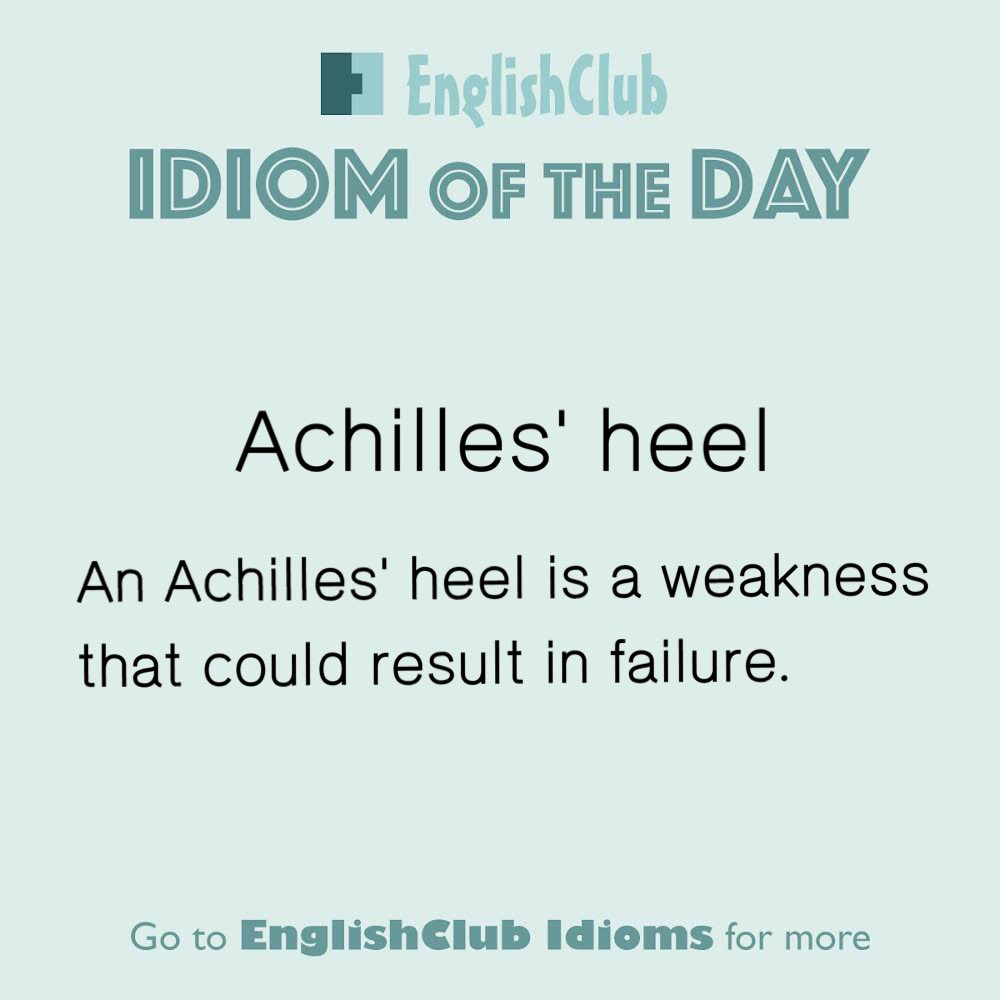 EnglishClub
IDIOM OF THE DAY
Achilles' heel
An Achilles' heel is a weakness
that could result in failure.
Go to EnglishClub Idioms for more